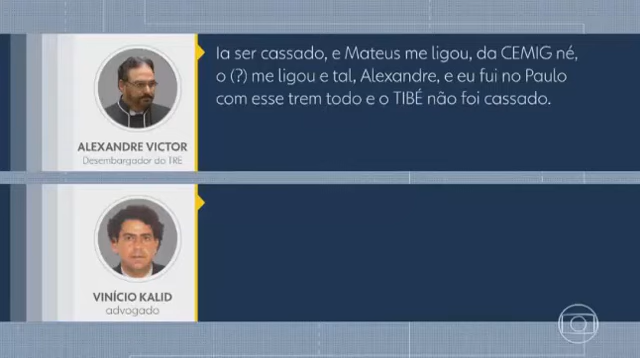 Ia ser cassado, e Mateus me ligou, da CEMIG né,
o (?) me ligou e tal, Alexandre, e eu fui no Paulo
com esse trem todo e o TIBÉ não foi cassado.
ALEXANDRE VICTOR
Desembargador do TRE
VINÍCIO KALID
advogado